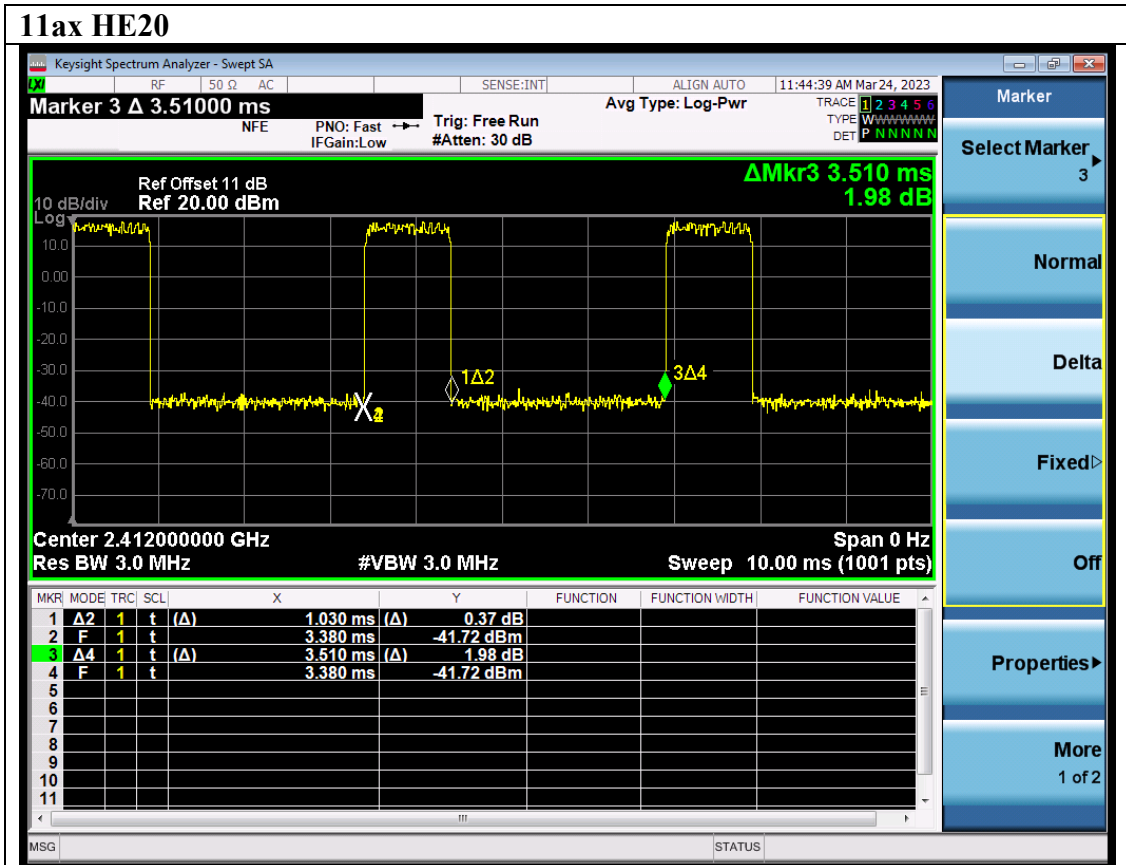 11ax HE20
Keysight Spectrum Analyzer - Swept SA
LXI RF 50 Ω AC SENSE:INT ALIGN AUTO 11:44:39 AM Mar 24, 2023
Marker 3 Δ 3.51000 ms
NFE
PNO: Fast
IFGain:Low
Trig: Free Run
#Atten: 30 dB
Avg Type: Log-Pwr
TRACE 1 2 3 4 5 6
TYPE WWWWWWW
DET P N N N N N
ΔMkr3 3.510 ms
1.98 dB
Ref Offset 11 dB
10 dB/div Ref 20.00 dBm
Log
10.0
0.00
-10.0
-20.0
-30.0
-40.0
-50.0
-60.0
-70.0
1Δ2
3Δ4
2
Center 2.412000000 GHz Span 0 Hz
Res BW 3.0 MHz #VBW 3.0 MHz Sweep 10.00 ms (1001 pts)
MKR MODE TRC SCL X Y FUNCTION FUNCTION WIDTH FUNCTION VALUE
1 Δ2 1 t (Δ) 1.030 ms (Δ) 0.37 dB
2 F 1 t 3.380 ms -41.72 dBm
3 Δ4 1 t (Δ) 3.510 ms (Δ) 1.98 dB
4 F 1 t 3.380 ms -41.72 dBm
5
6
7
8
9
10
11
MSG STATUS
Marker
Select Marker
3
Normal
Delta
Fixed
Off
Properties
More
1 of 2